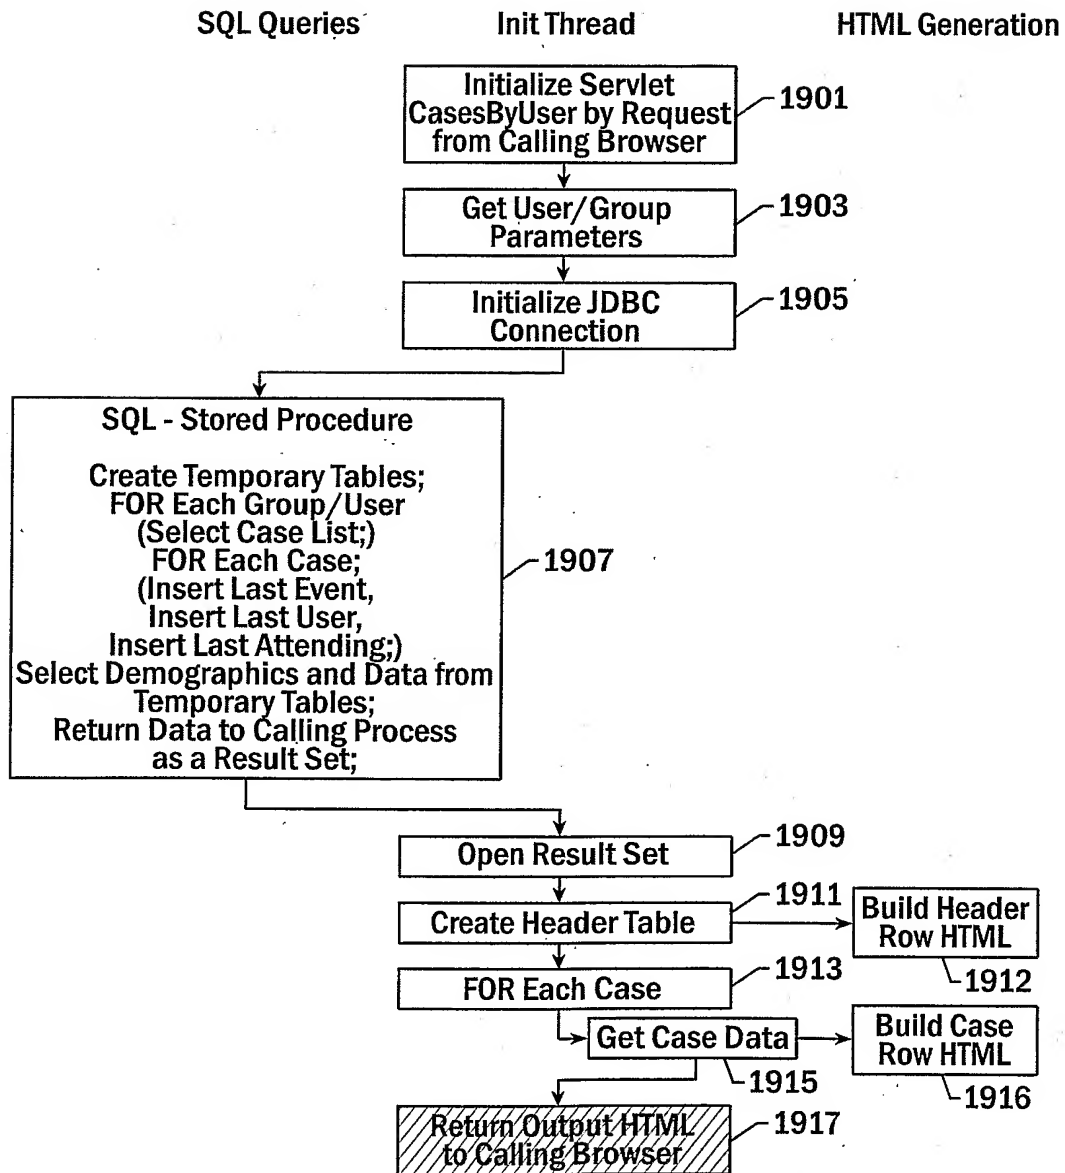 SQL Queries
Init Thread
HTML Generation
Initialize Servlet
CasesByUser by Request
from Calling Browser
1901
Get User/Group
Parameters
1903
Initialize JDBC
Connection
1905
SQL - Stored Procedure
Create Temporary Tables;
FOR Each Group/User
(Select Case List;)
FOR Each Case;
(Insert Last Event,
Insert Last User,
Insert Last Attending;)
Select Demographics and Data from
Temporary Tables;
Return Data to Calling Process
as a Result Set;
1907
Open Result Set
1909
Create Header Table
1911
Build Header
Row HTML
1912
FOR Each Case
1913
Get Case Data
1915
Build Case
Row HTML
1916
Return Output HTML
to Calling Browser
1917